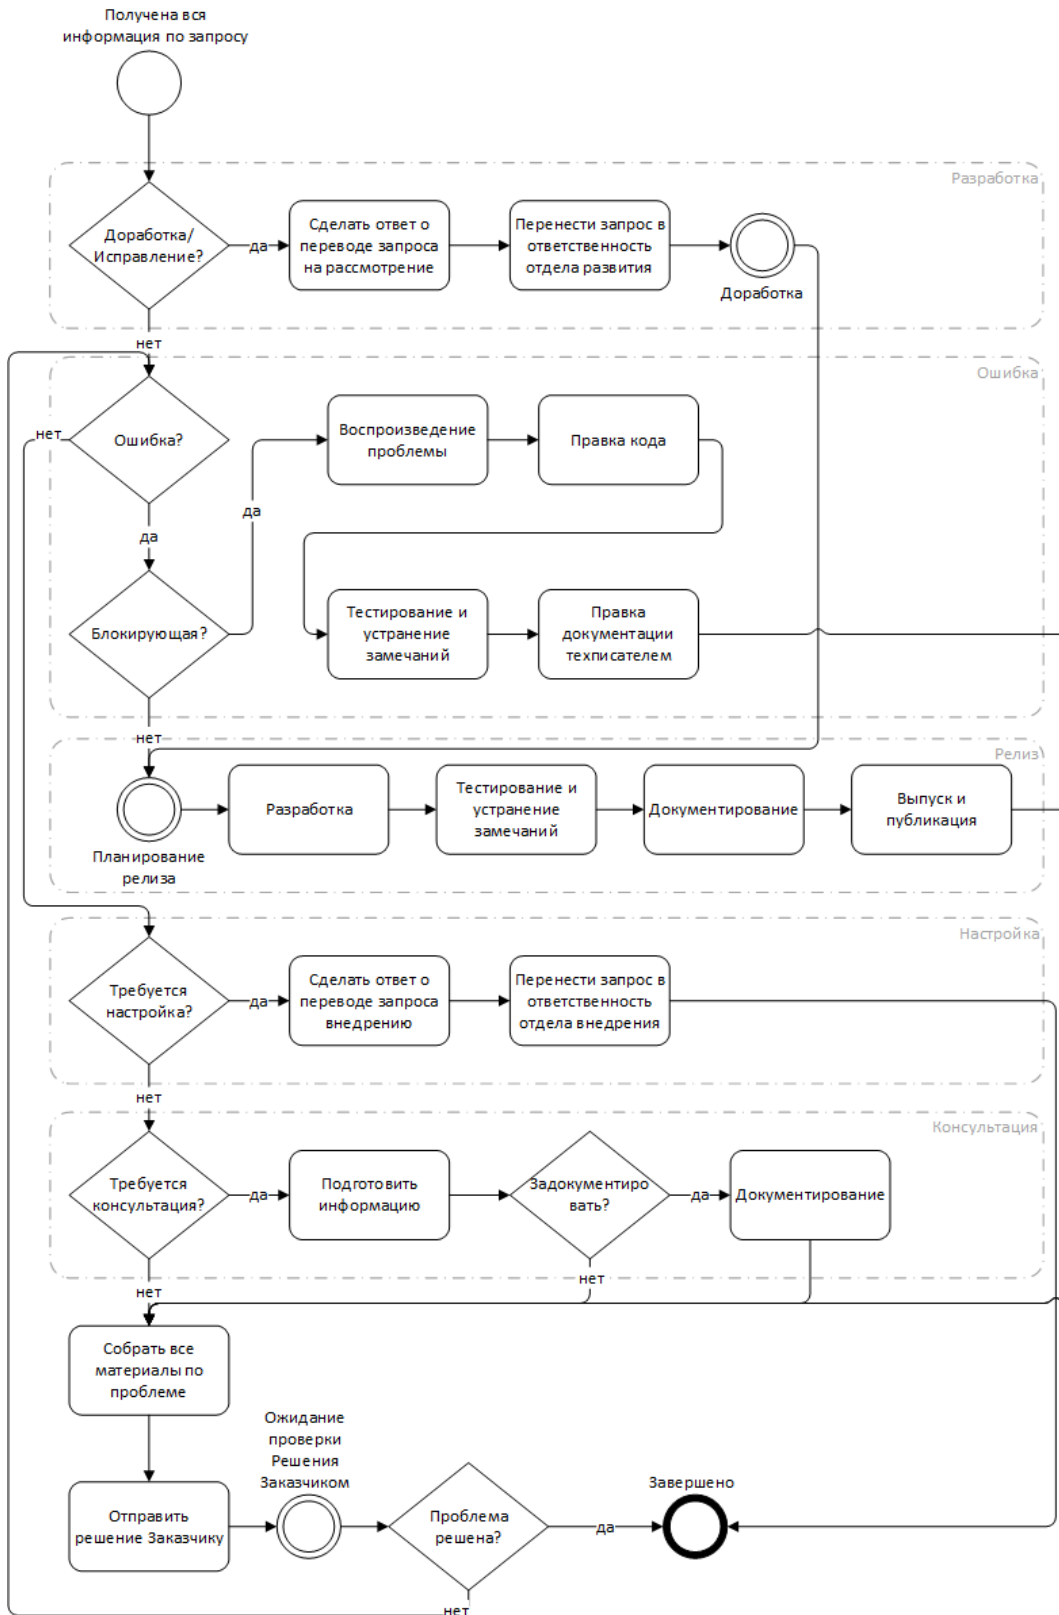 Получена вся
информация по запросу
Разработка
Доработка/
Исправление?
да
Сделать ответ о
переводе запроса
на рассмотрение
Перенести запрос в
ответственность
отдела развития
Доработка
нет
Ошибка
Ошибка?
нет
Воспроизведение
проблемы
Правка кода
да
да
Блокирующая?
Тестирование и
устранение
замечаний
Правка
документации
техписателем
нет
Релиз
Планирование
релиза
Разработка
Тестирование и
устранение
замечаний
Документирование
Выпуск и
публикация
Настройка
Требуется
настройка?
да
Сделать ответ о
переводе запроса
внедрению
Перенести запрос в
ответственность
отдела внедрения
нет
Консультация
Требуется
консультация?
да
Подготовить
информацию
Задокументиро
вать?
да
Документирование
нет
нет
Собрать все
материалы по
проблеме
Отправить
решение Заказчику
Ожидание
проверки
Решения
Заказчиком
Проблема
решена?
да
Завершено
нет